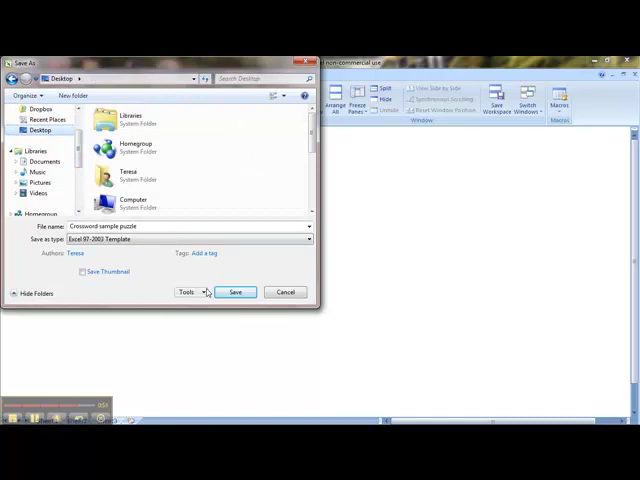 Save As
el non-commercial use
Desktop
Search Desktop
Organize
New folder
Dropbox
Recent Places
Desktop
Libraries
Documents
Music
Pictures
Videos
Homegroup
Libraries
System Folder
Homegroup
System Folder
Teresa
System Folder
Computer
System Folder
File name: Crossword sample puzzle
Save as type: Excel 97-2003 Template
Authors: Teresa
Tags: Add a tag
Save Thumbnail
Hide Folders
Tools
Save
Cancel
Arrange All
Freeze Panes
Split
Hide
Unhide
View Side by Side
Synchronous Scrolling
Reset Window Position
Window
Save Workspace
Switch Windows
Macros
Macros